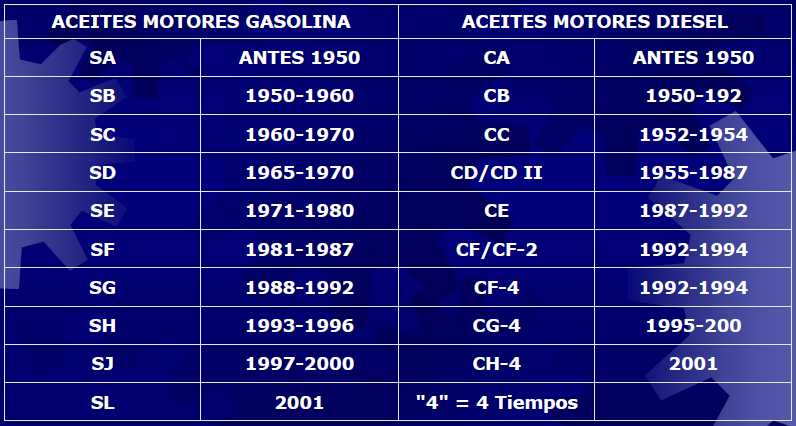 ACEITES MOTORES GASOLINA ACEITES MOTORES DIESEL
SA ANTES 1950 CA ANTES 1950
SB 1950-1960 CB 1950-192
SC 1960-1970 CC 1952-1954
SD 1965-1970 CD/CD II 1955-1987
SE 1971-1980 CE 1987-1992
SF 1981-1987 CF/CF-2 1992-1994
SG 1988-1992 CF-4 1992-1994
SH 1993-1996 CG-4 1995-200
SJ 1997-2000 CH-4 2001
SL 2001 "4" = 4 Tiempos